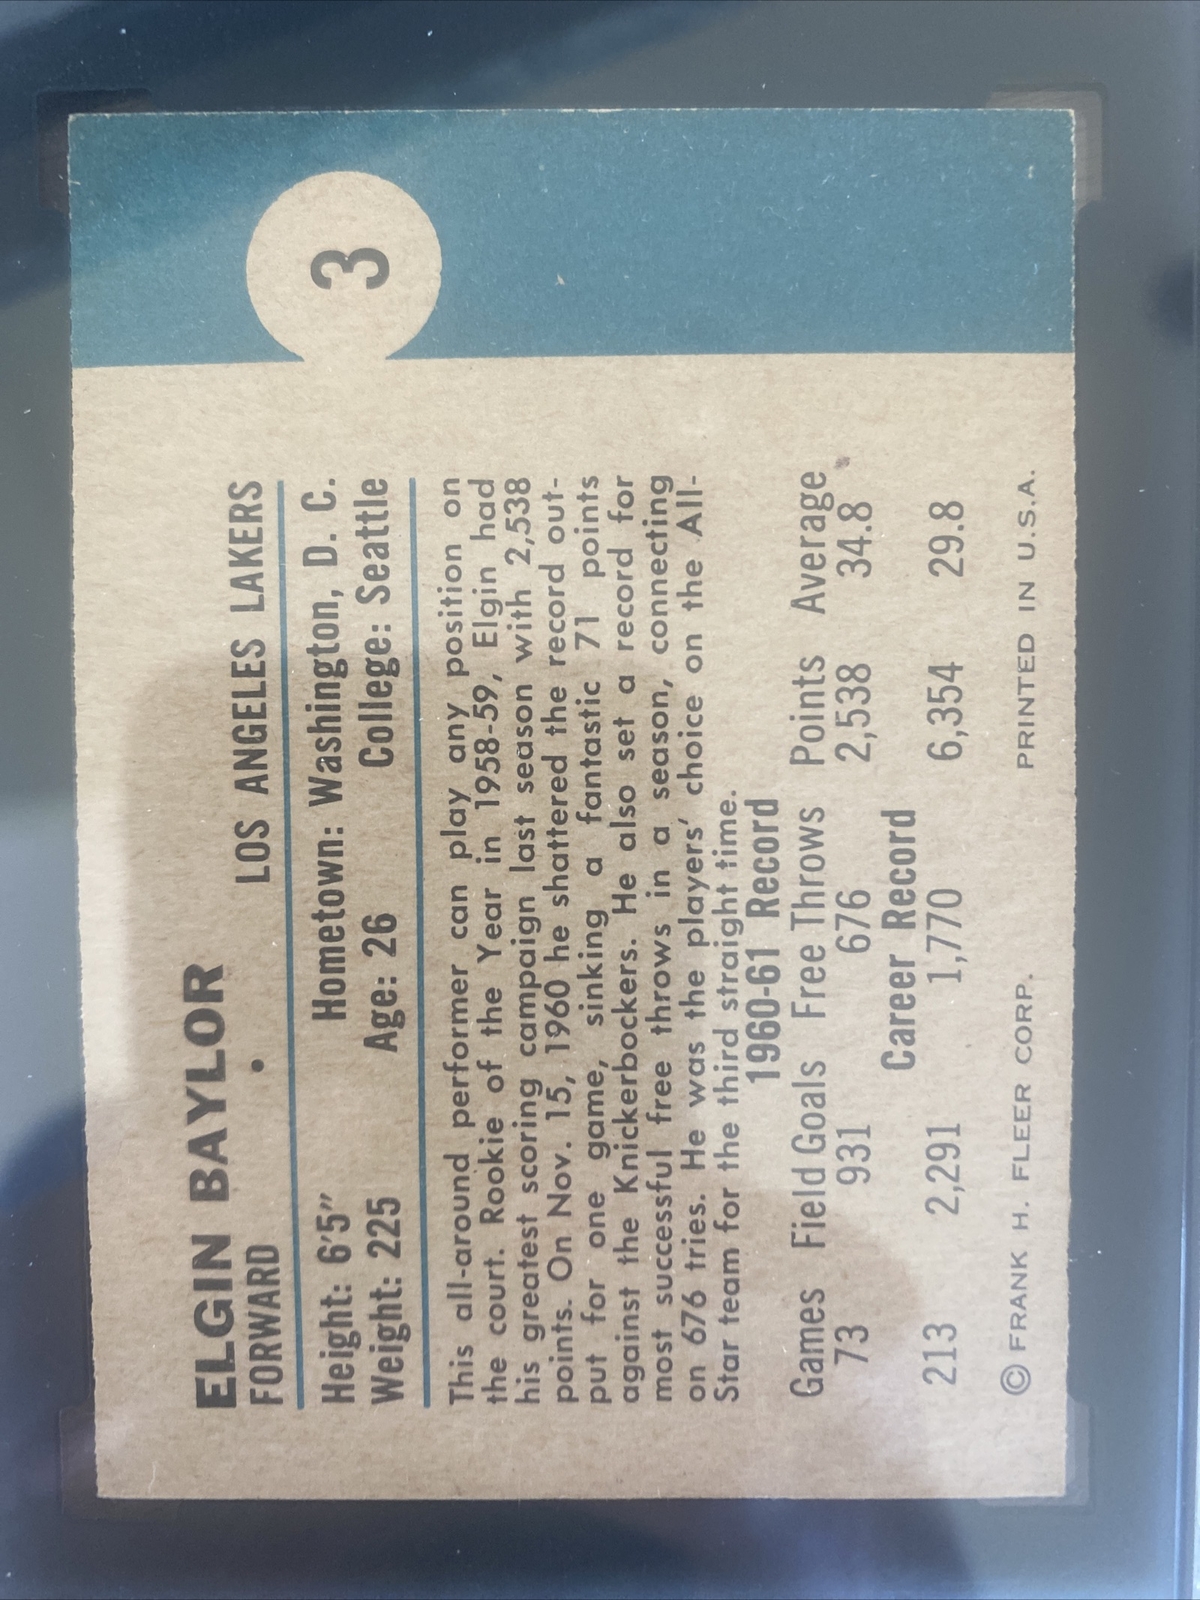 3
ELGIN BAYLOR
FORWARD • LOS ANGELES LAKERS
Height: 6'5" Hometown: Washington, D. C.
Weight: 225 Age: 26 College: Seattle
This all-around performer can play any position on
the court. Rookie of the Year in 1958-59, Elgin had
his greatest scoring campaign last season with 2,538
points. On Nov. 15, 1960 he shattered the record out-
put for one game, sinking a fantastic 71 points
against the Knickerbockers. He also set a record for
most successful free throws in a season, connecting
on 676 tries. He was the players' choice on the All-
Star team for the third straight time.
1960-61 Record
Games Field Goals Free Throws Points Average
73 931 676 2,538 34.8
Career Record
213 2,291 1,770 6,354 29.8
© FRANK H. FLEER CORP. PRINTED IN U.S.A.